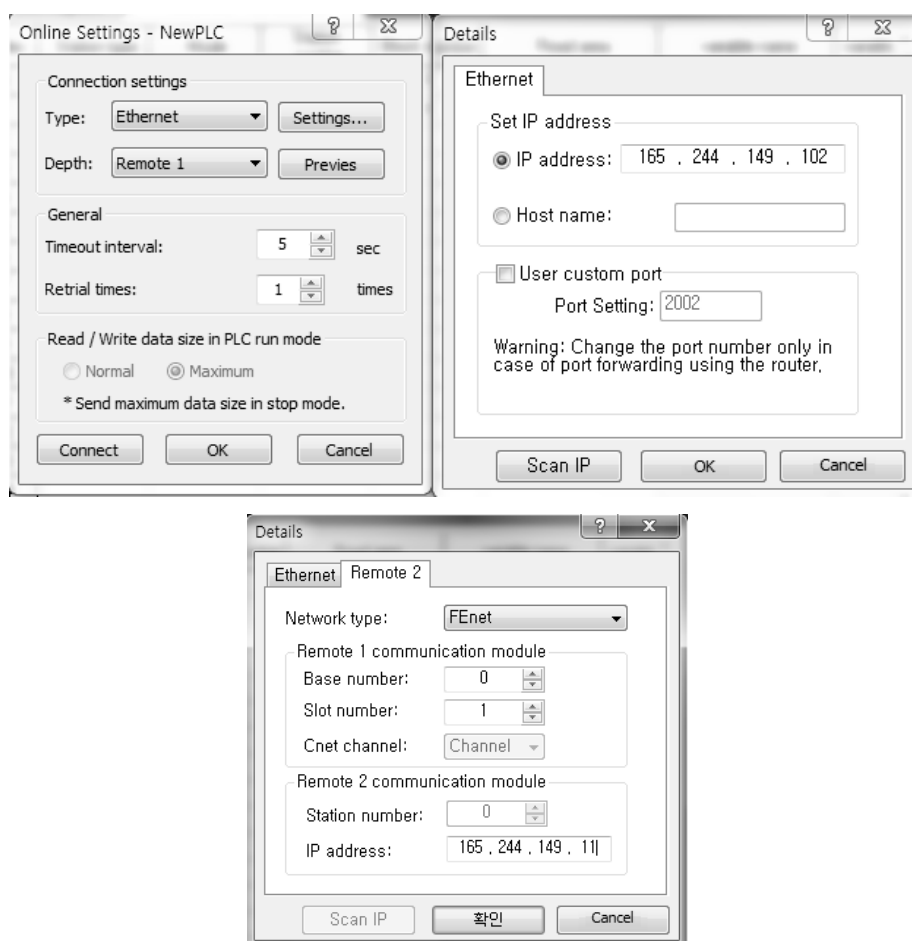 Online Settings - NewPLC
Connection settings
Type: Ethernet Settings...
Depth: Remote 1 Previes
General
Timeout interval: 5 sec
Retrial times: 1 times
Read / Write data size in PLC run mode
Normal Maximum
* Send maximum data size in stop mode.
Connect OK Cancel
Details
Ethernet
Set IP address
IP address: 165 . 244 . 149 . 102
Host name:
User custom port
Port Setting: 2002
Warning: Change the port number only in
case of port forwarding using the router,
Scan IP OK Cancel
Details
Ethernet Remote 2
Network type: FEnet
Remote 1 communication module
Base number: 0
Slot number: 1
Cnet channel: Channel
Remote 2 communication module
Station number: 0
IP address: 165 . 244 . 149 . 11
Scan IP 확인 Cancel